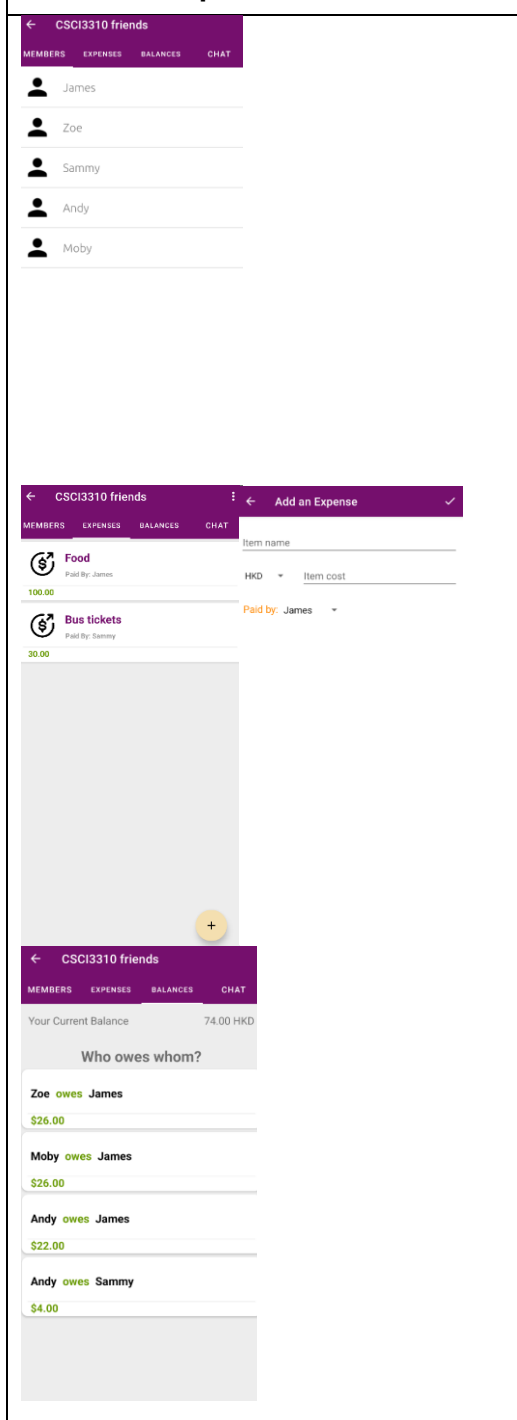 CSCI3310 friends
MEMBERS EXPENSES BALANCES CHAT
James
Zoe
Sammy
Andy
Moby
CSCI3310 friends
MEMBERS EXPENSES BALANCES CHAT
Food
Paid By: James
100.00
Bus tickets
Paid By: Sammy
30.00
+
Add an Expense
Item name
HKD Item cost
Paid by: James
CSCI3310 friends
MEMBERS EXPENSES BALANCES CHAT
Your Current Balance 74.00 HKD
Who owes whom?
Zoe owes James
$26.00
Moby owes James
$26.00
Andy owes James
$22.00
Andy owes Sammy
$4.00